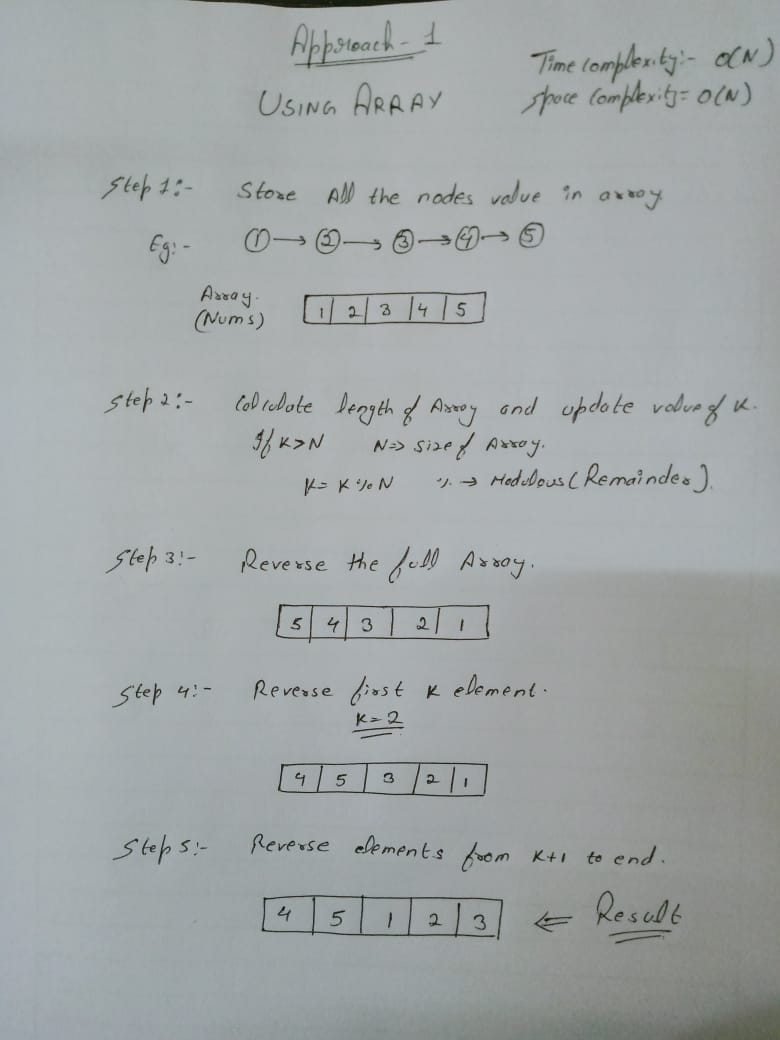 Approach - 1
USING ARRAY
Time complexity:- O(N)
Space complexity = O(N)
Step 1:- Store All the nodes value in array
Eg:- 1 → 2 → 3 → 4 → 5
Array.
(Nums) 1 2 3 4 5
Step 2:- Calculate length of Array and update value of K.
If K>N N=> size of Array.
K = K % N % → Modulous (Remainder).
Step 3:- Reverse the full Array.
5 4 3 2 1
Step 4:- Reverse first K element.
K = 2
4 5 3 2 1
Step 5:- Reverse elements from K+1 to end.
4 5 1 2 3 ⇐ Result